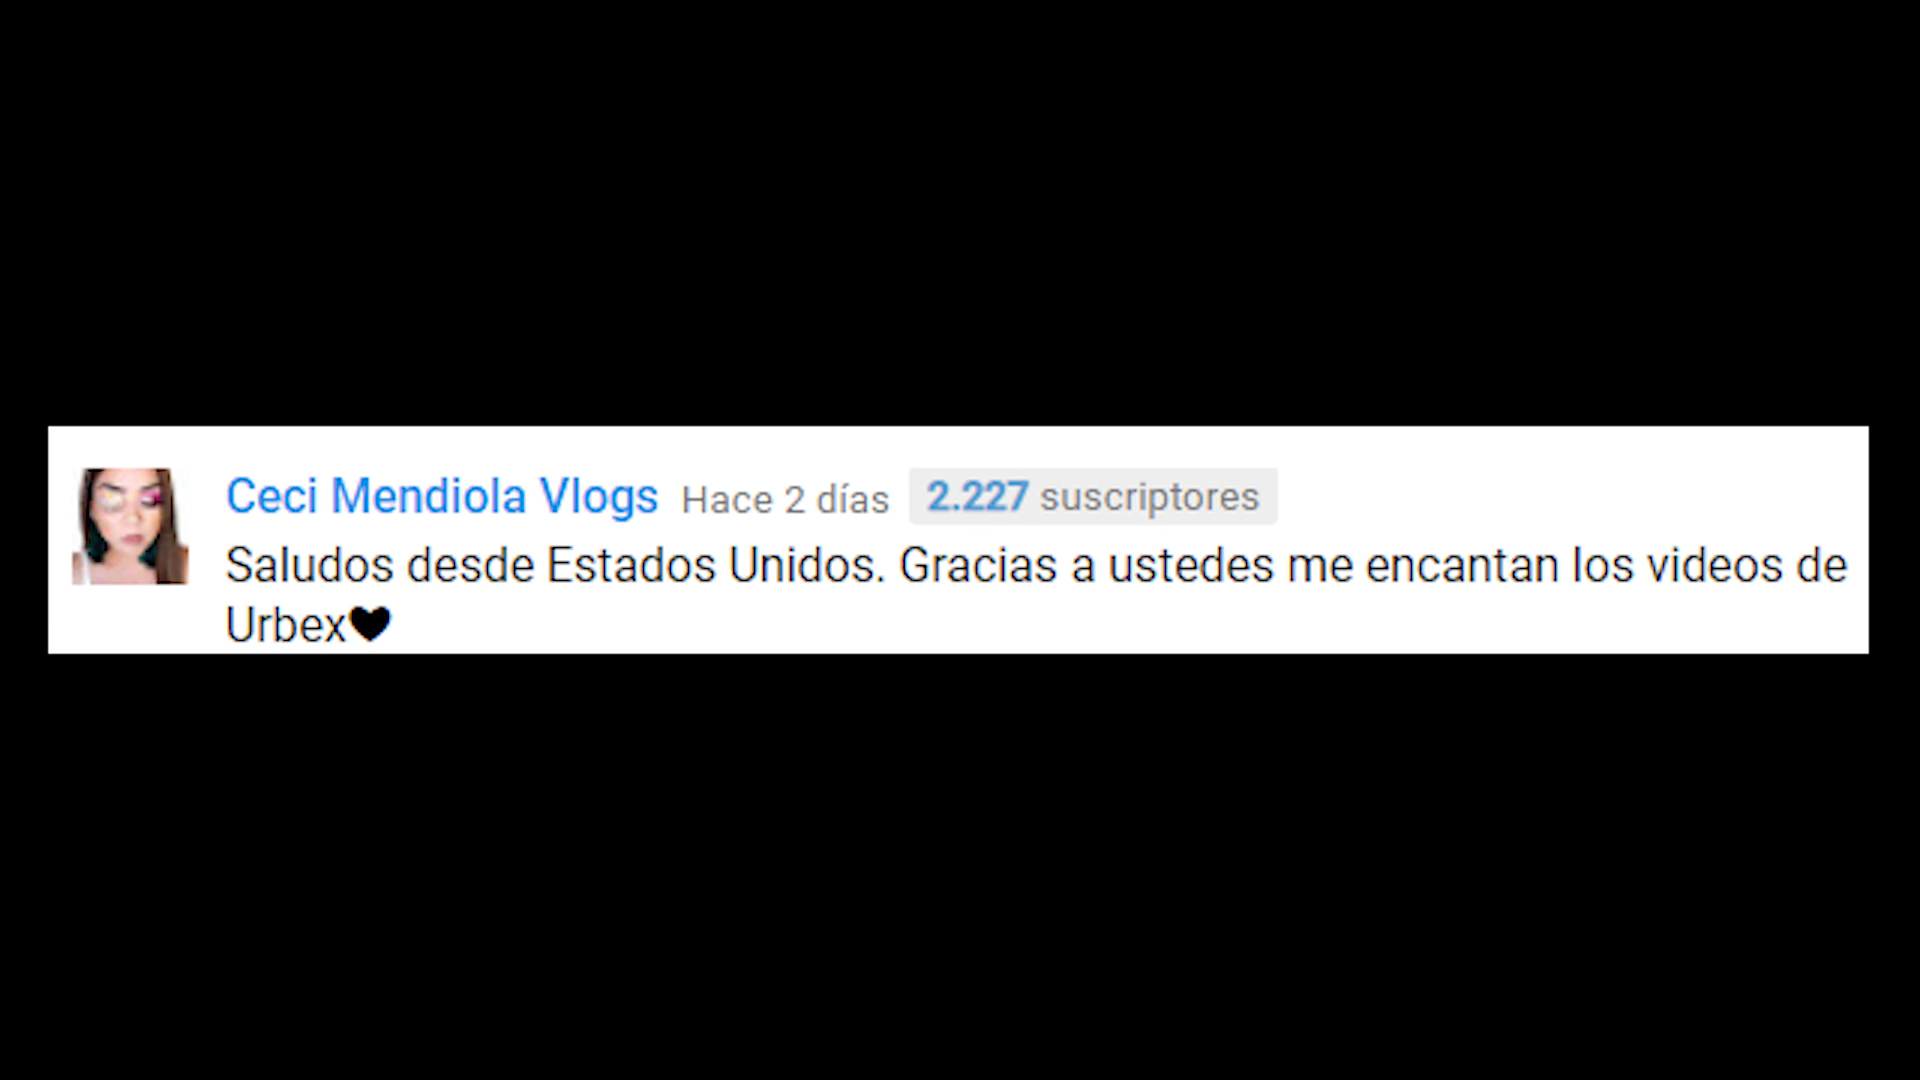 Ceci Mendiola Vlogs Hace 2 días 2.227 suscriptores
Saludos desde Estados Unidos. Gracias a ustedes me encantan los videos de
Urbex🖤